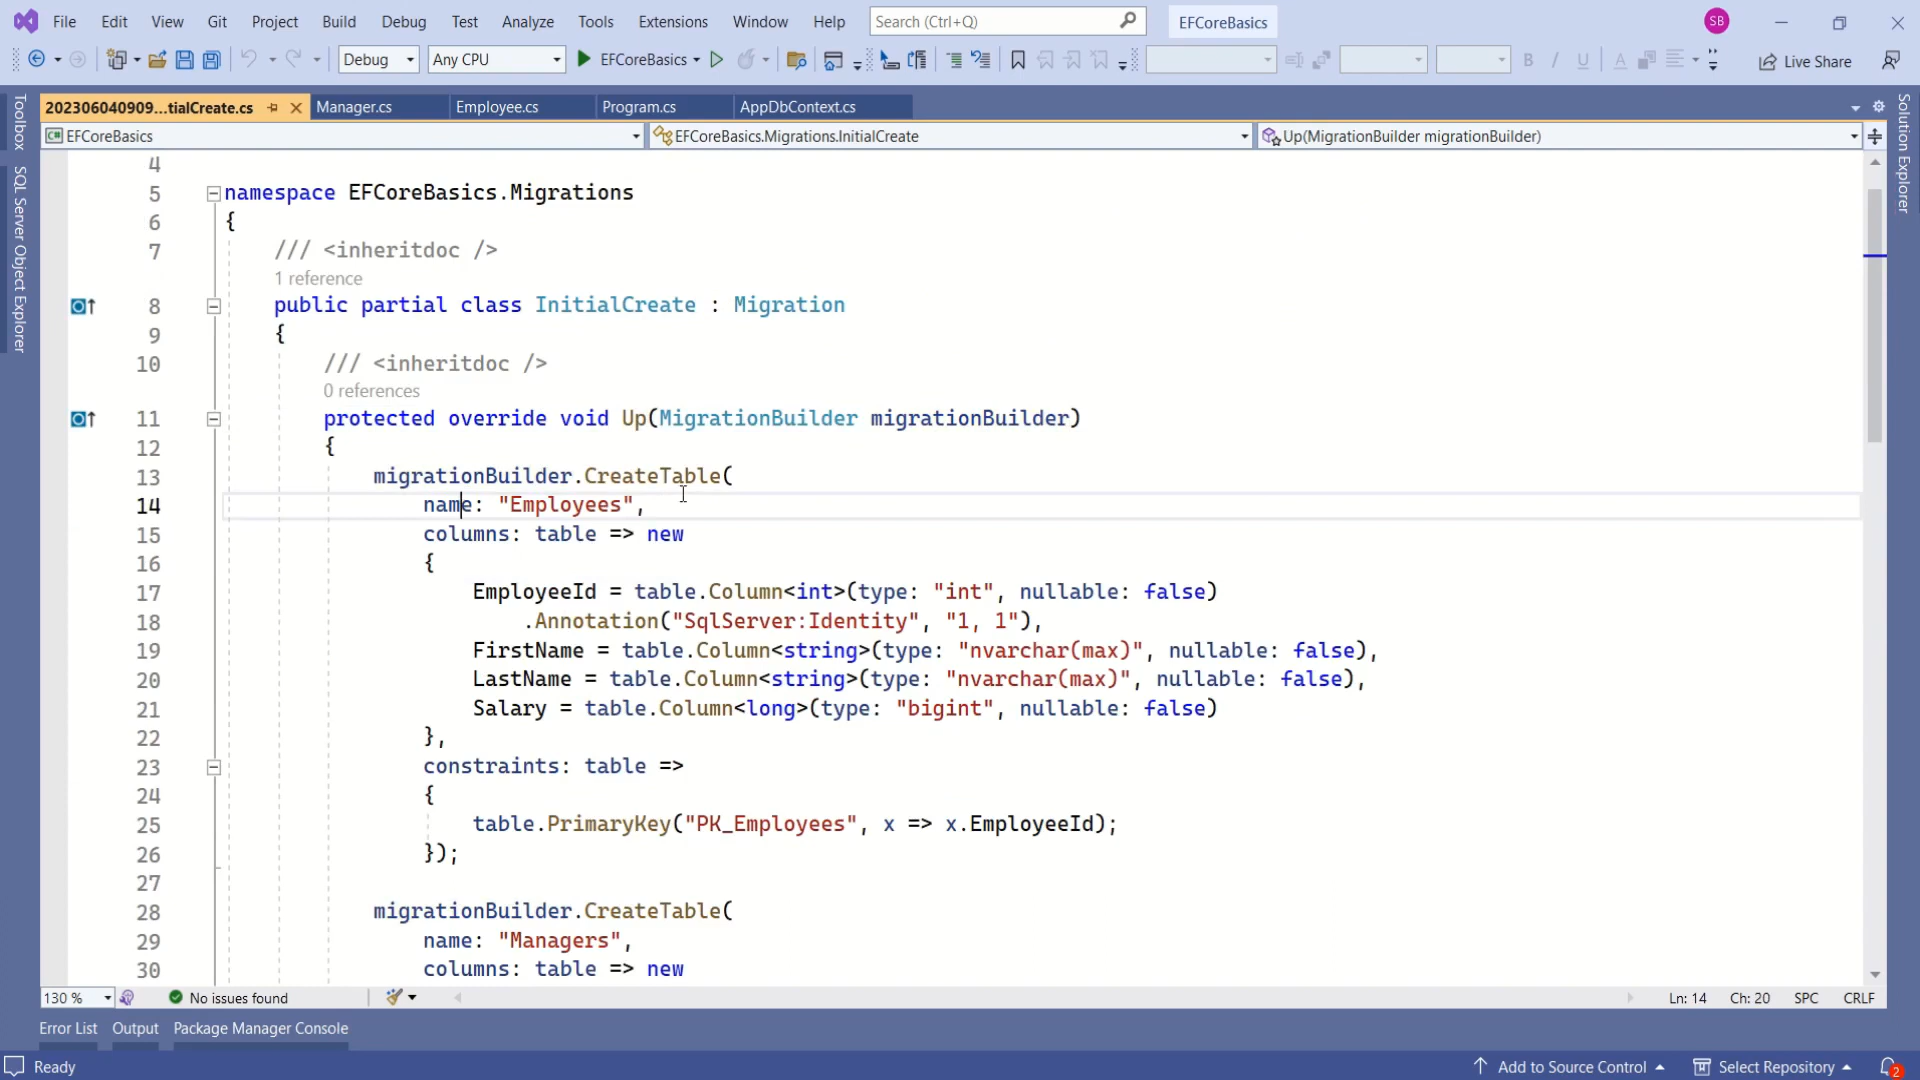 File Edit View Git Project Build Debug Test Analyze Tools Extensions Window Help Search (Ctrl+Q) EFCoreBasics SB
Debug Any CPU EFCoreBasics Live Share
202306040909...tialCreate.cs Manager.cs Employee.cs Program.cs AppDbContext.cs
EFCoreBasics EFCoreBasics.Migrations.InitialCreate Up(MigrationBuilder migrationBuilder)
Toolbox
SQL Server Object Explorer
Solution Explorer
4
5 namespace EFCoreBasics.Migrations
6 {
7 /// <inheritdoc />
1 reference
8 public partial class InitialCreate : Migration
9 {
10 /// <inheritdoc />
0 references
11 protected override void Up(MigrationBuilder migrationBuilder)
12 {
13 migrationBuilder.CreateTable(
14 name: "Employees",
15 columns: table => new
16 {
17 EmployeeId = table.Column<int>(type: "int", nullable: false)
18 .Annotation("SqlServer:Identity", "1, 1"),
19 FirstName = table.Column<string>(type: "nvarchar(max)", nullable: false),
20 LastName = table.Column<string>(type: "nvarchar(max)", nullable: false),
21 Salary = table.Column<long>(type: "bigint", nullable: false)
22 },
23 constraints: table =>
24 {
25 table.PrimaryKey("PK_Employees", x => x.EmployeeId);
26 });
27
28 migrationBuilder.CreateTable(
29 name: "Managers",
30 columns: table => new
130 % No issues found Ln: 14 Ch: 20 SPC CRLF
Error List Output Package Manager Console
Ready Add to Source Control Select Repository 2